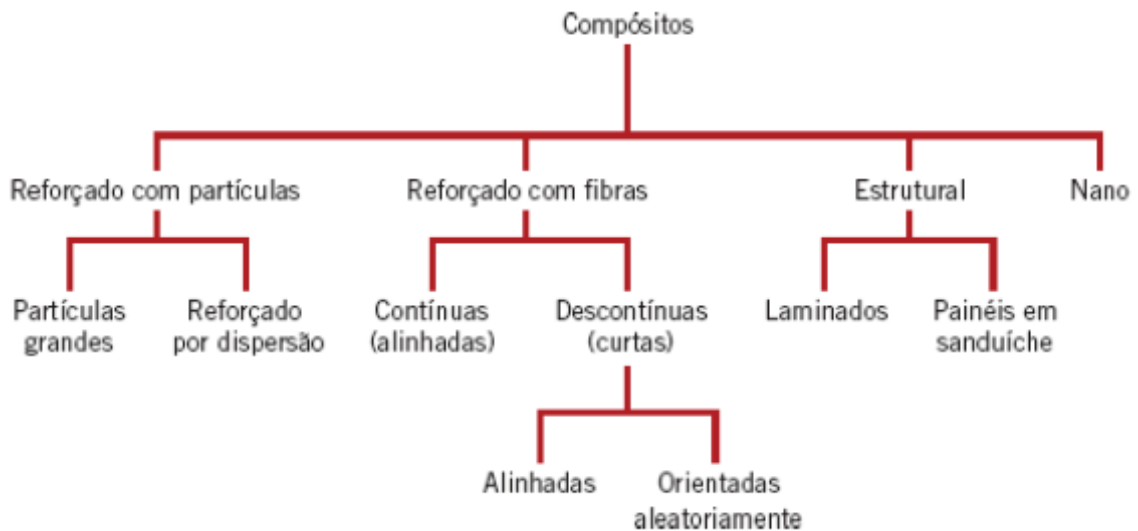 Compósitos
Reforçado com partículas
Reforçado com fibras
Estrutural
Nano
Partículas
grandes
Reforçado
por dispersão
Contínuas
(alinhadas)
Descontínuas
(curtas)
Laminados
Painéis em
sanduíche
Alinhadas
Orientadas
aleatoriamente